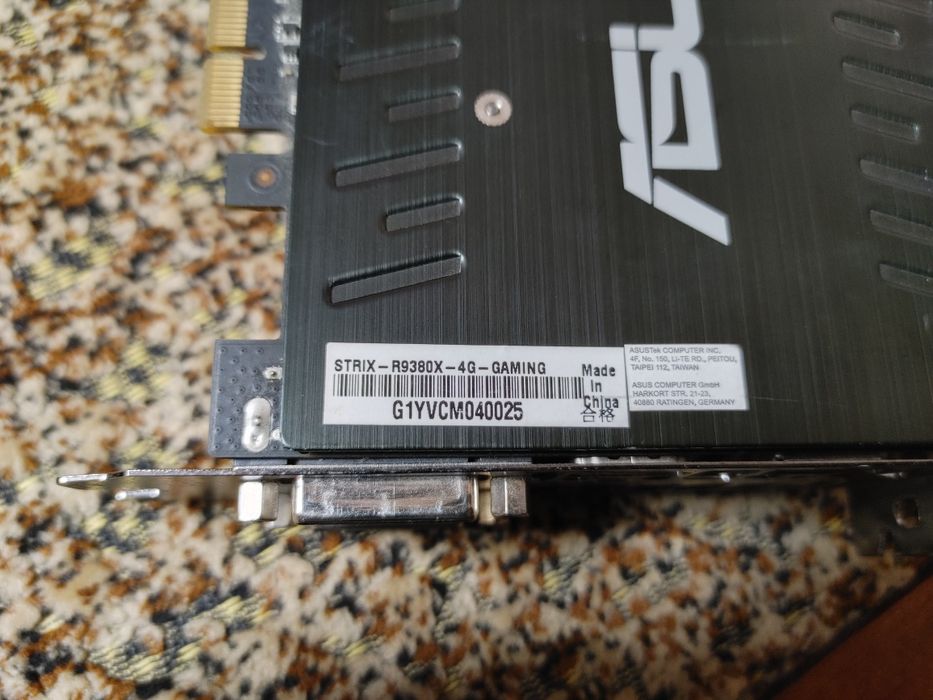 ASUS
STRIX-R9380X-4G-GAMING
G1YVCM040025
Made
in
China
合格
ASUSTek COMPUTER INC.
4F, No. 150, LI-TE RD., PEITOU,
TAIPEI 112, TAIWAN
ASUS COMPUTER GmbH
HARKORT STR. 21-23,
40880 RATINGEN, GERMANY